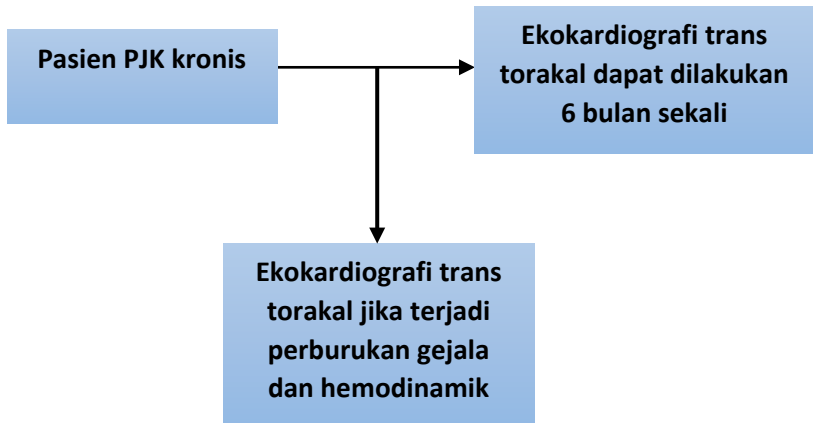 Pasien PJK kronis
Ekokardiografi trans
torakal dapat dilakukan
6 bulan sekali
Ekokardiografi trans
torakal jika terjadi
perburukan gejala
dan hemodinamik